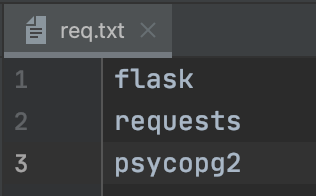 req.txt
1 flask
2 requests
3 psycopg2